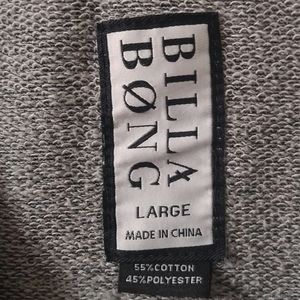 BILLA
BØNG
LARGE
MADE IN CHINA
55%COTTON
45%POLYESTER